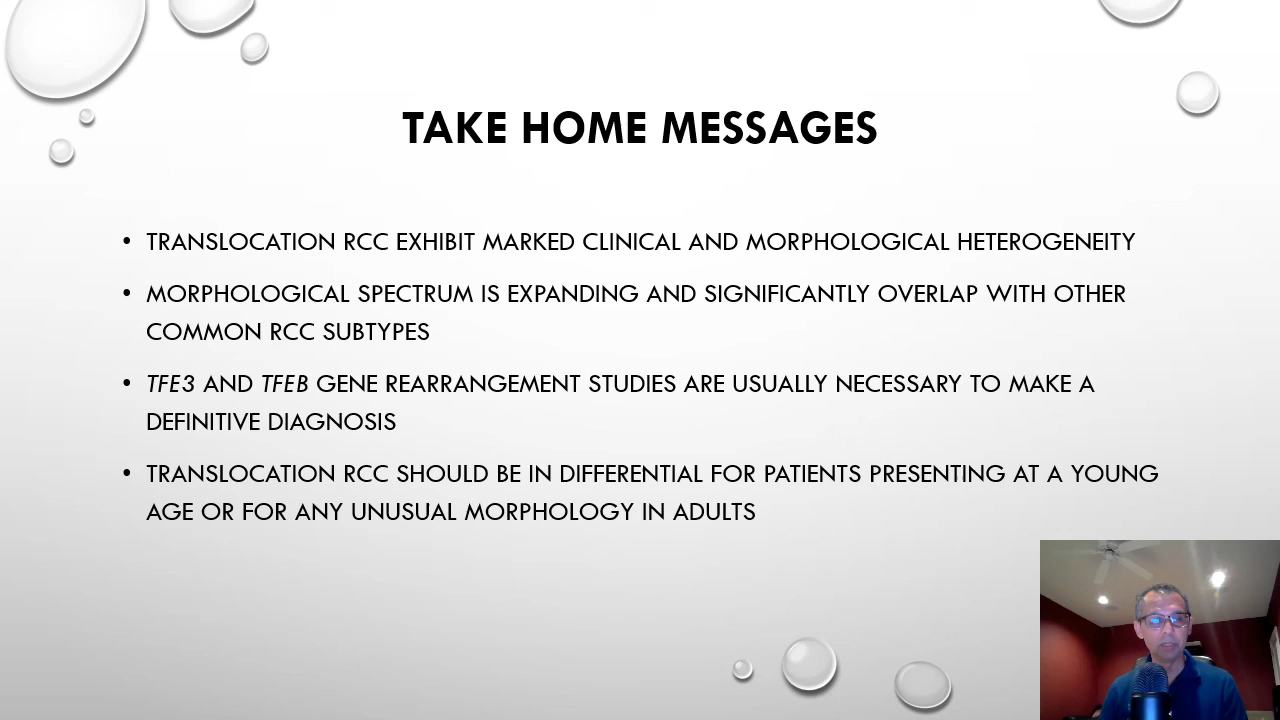 TAKE HOME MESSAGES
• TRANSLOCATION RCC EXHIBIT MARKED CLINICAL AND MORPHOLOGICAL HETEROGENEITY
• MORPHOLOGICAL SPECTRUM IS EXPANDING AND SIGNIFICANTLY OVERLAP WITH OTHER
COMMON RCC SUBTYPES
• TFE3 AND TFEB GENE REARRANGEMENT STUDIES ARE USUALLY NECESSARY TO MAKE A
DEFINITIVE DIAGNOSIS
• TRANSLOCATION RCC SHOULD BE IN DIFFERENTIAL FOR PATIENTS PRESENTING AT A YOUNG
AGE OR FOR ANY UNUSUAL MORPHOLOGY IN ADULTS